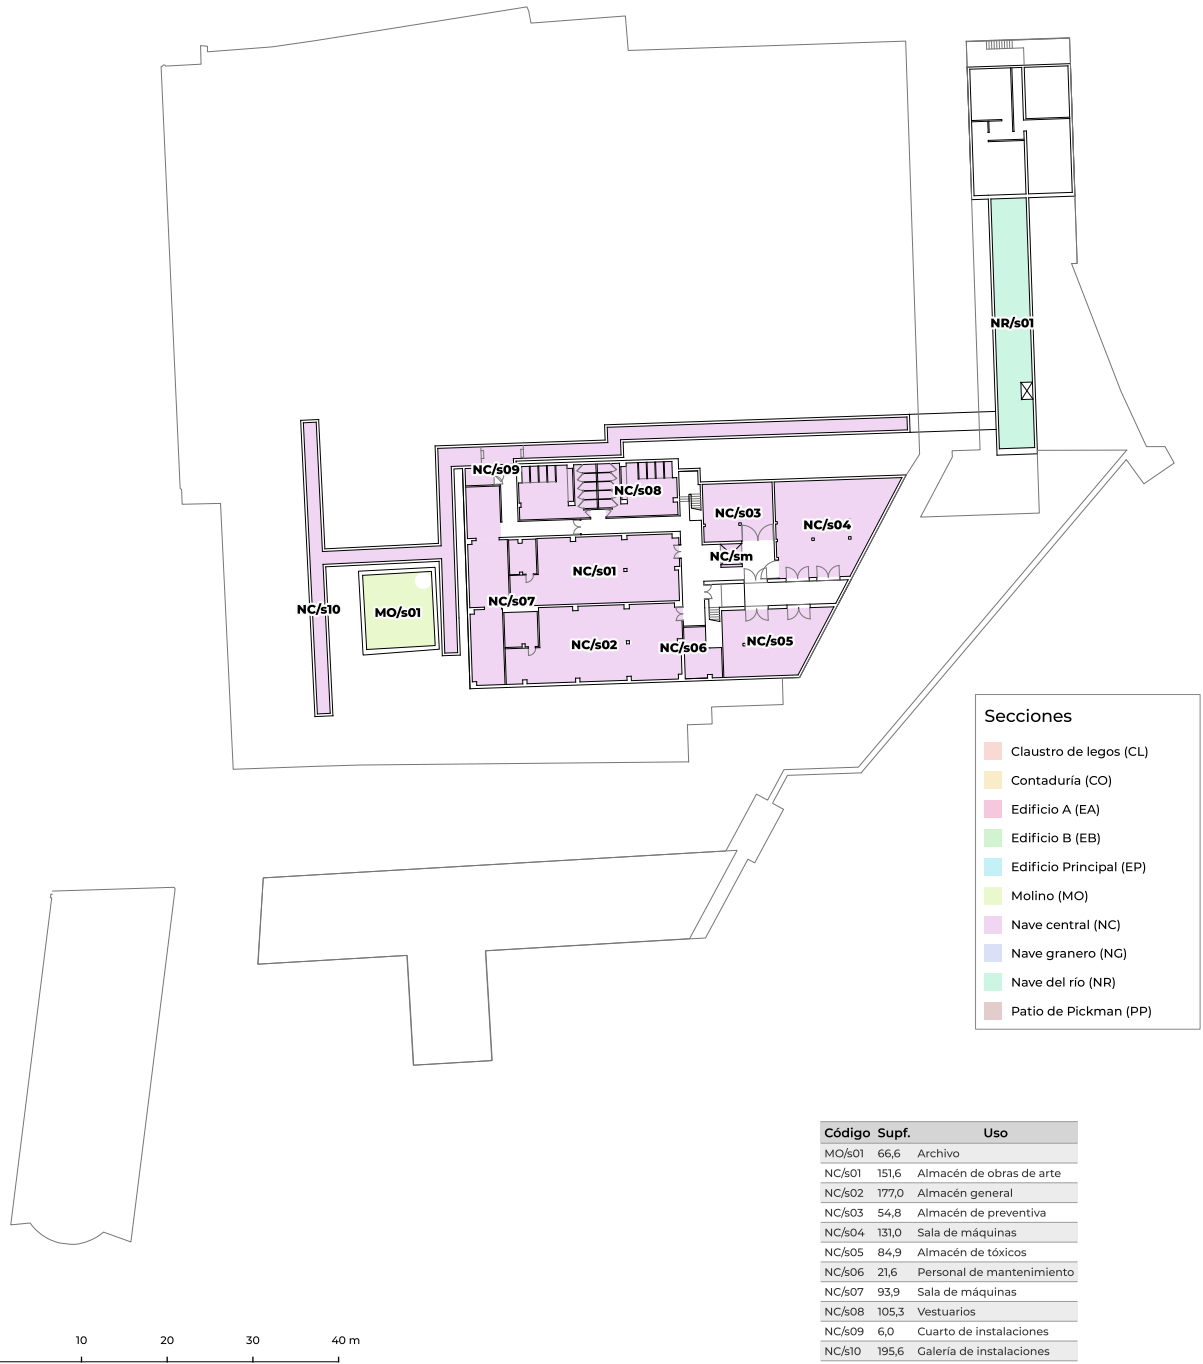 NR/s01
NC/s09
NC/s08
NC/s03
NC/s04
NC/sm
NC/s01
NC/s07
NC/s10
MO/s01
NC/s02
NC/s06
NC/s05
Secciones
Claustro de legos (CL)
Contaduría (CO)
Edificio A (EA)
Edificio B (EB)
Edificio Principal (EP)
Molino (MO)
Nave central (NC)
Nave granero (NG)
Nave del río (NR)
Patio de Pickman (PP)
Código Supf. Uso
MO/s01 66,6 Archivo
NC/s01 151,6 Almacén de obras de arte
NC/s02 177,0 Almacén general
NC/s03 54,8 Almacén de preventiva
NC/s04 131,0 Sala de máquinas
NC/s05 84,9 Almacén de tóxicos
NC/s06 21,6 Personal de mantenimiento
NC/s07 93,9 Sala de máquinas
NC/s08 105,3 Vestuarios
NC/s09 6,0 Cuarto de instalaciones
NC/s10 195,6 Galería de instalaciones
10 20 30 40 m